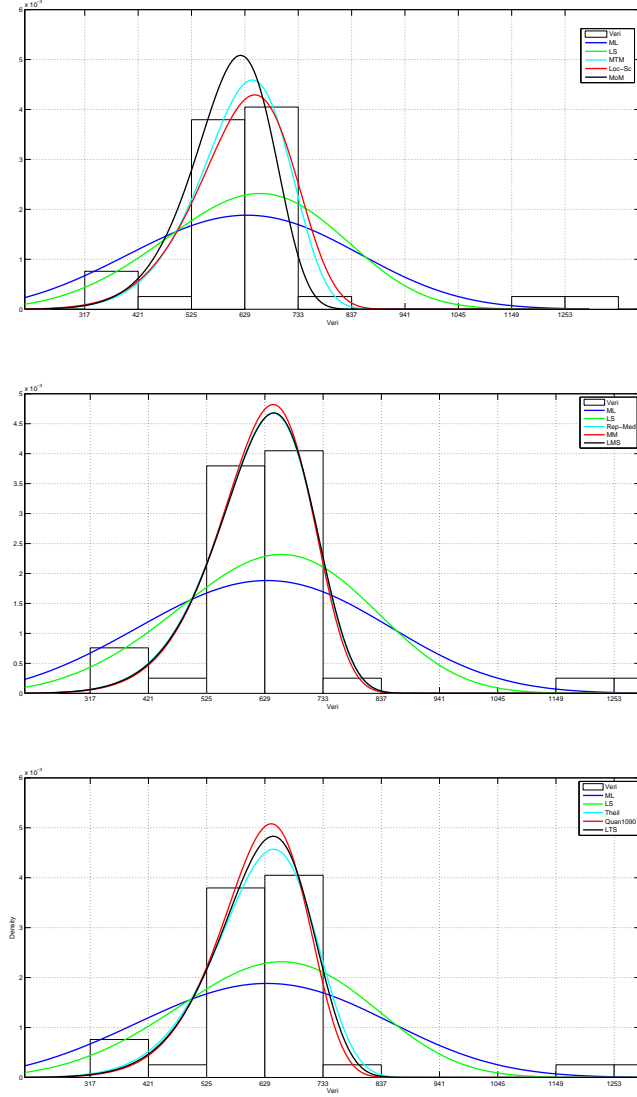 x 10⁻³
6
5
4
3
2
1
0
317 421 525 629 733 837 941 1045 1149 1253
Veri
Veri
ML
LS
MTM
Loc−Sc
MoM
x 10⁻³
5
4.5
4
3.5
3
2.5
2
1.5
1
0.5
0
317 421 525 629 733 837 941 1045 1149 1253
Veri
Veri
ML
LS
Rep−Med
MM
LMS
x 10⁻³
6
5
4
3
2
1
0
Density
317 421 525 629 733 837 941 1045 1149 1253
Veri
Veri
ML
LS
Theil
Quan1090
LTS